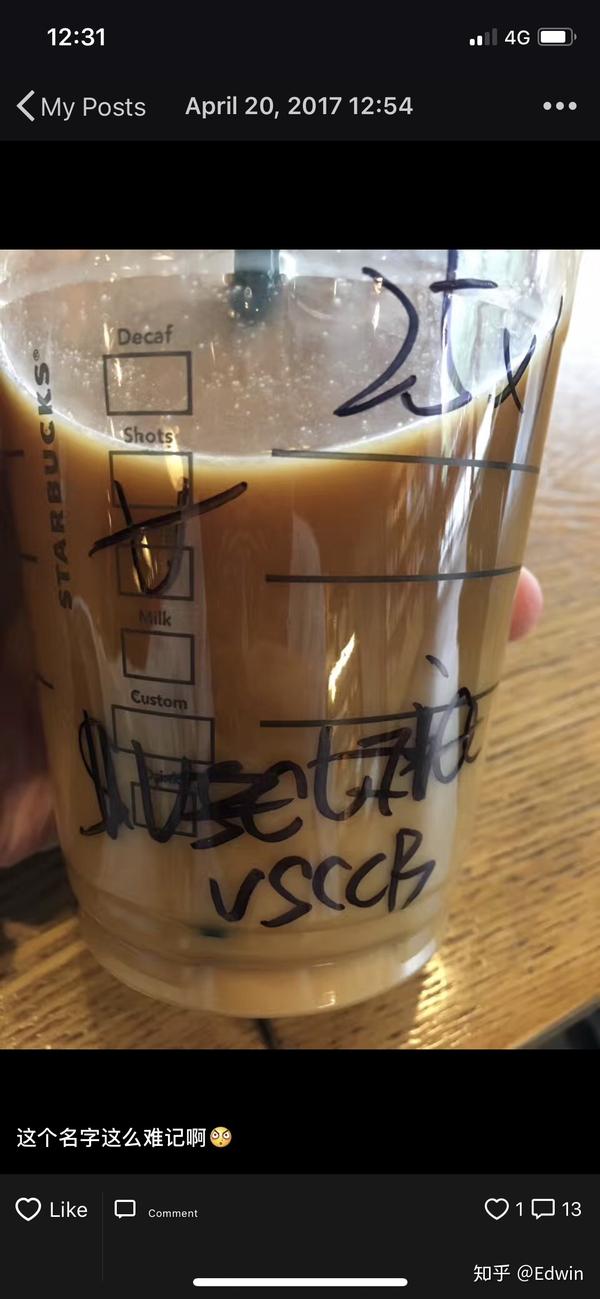 12:31
4G
My Posts
April 20, 2017 12:54
Decaf
Shots
Milk
Custom
STARBUCKS®
vsccB
这个名字这么难记啊😳
Like
Comment
1
13
知乎 @Edwin